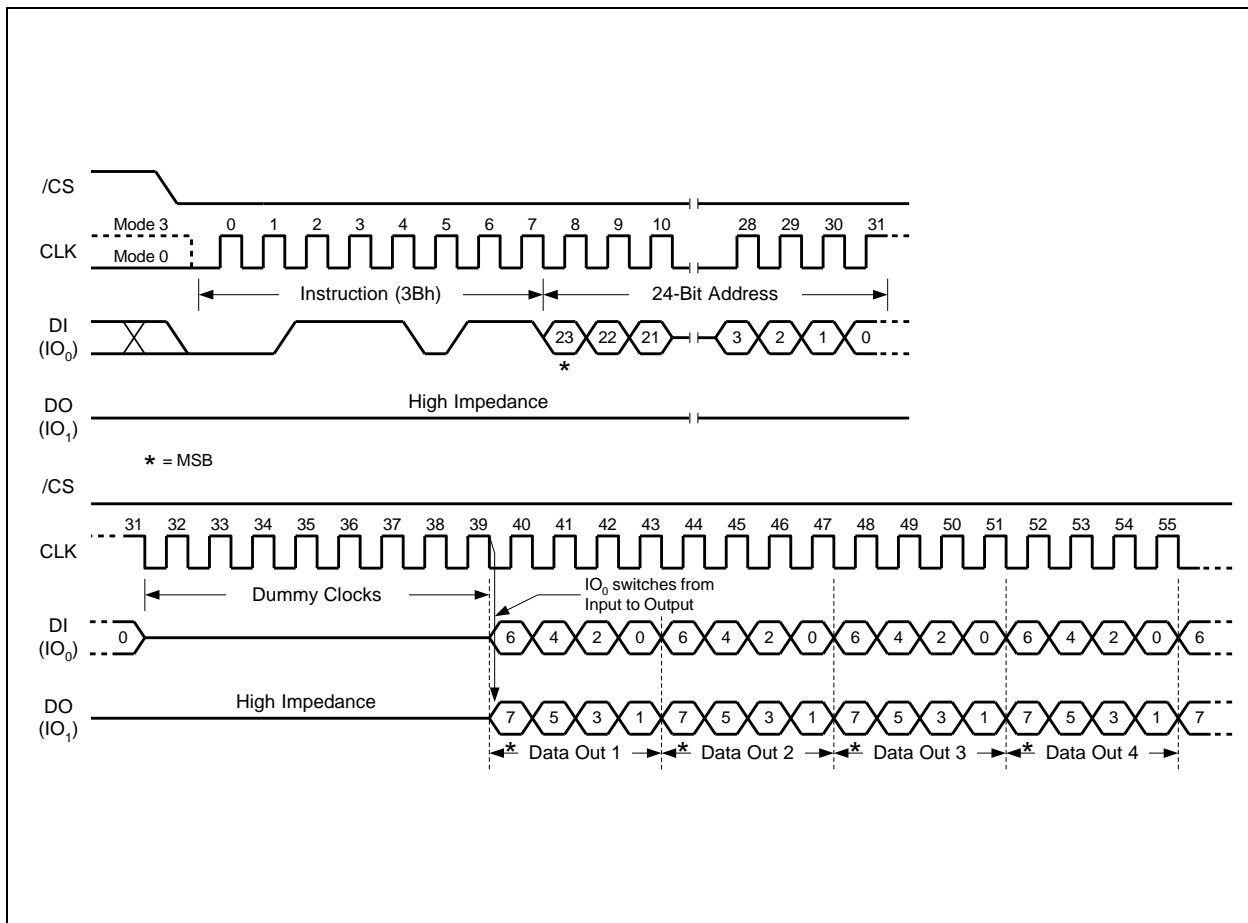 /CS
Mode 3 0 1 2 3 4 5 6 7 8 9 10 28 29 30 31
CLK
Mode 0
Instruction (3Bh) 24-Bit Address
DI
(IO0)
23 22 21 3 2 1 0
*
High Impedance
DO
(IO1)
* = MSB
/CS
31 32 33 34 35 36 37 38 39 40 41 42 43 44 45 46 47 48 49 50 51 52 53 54 55
CLK
Dummy Clocks
IO0 switches from
Input to Output
DI
(IO0)
0 6 4 2 0 6 4 2 0 6 4 2 0 6 4 2 0 6
High Impedance
DO
(IO1)
7 5 3 1 7 5 3 1 7 5 3 1 7 5 3 1 7
* Data Out 1 * Data Out 2 * Data Out 3 * Data Out 4